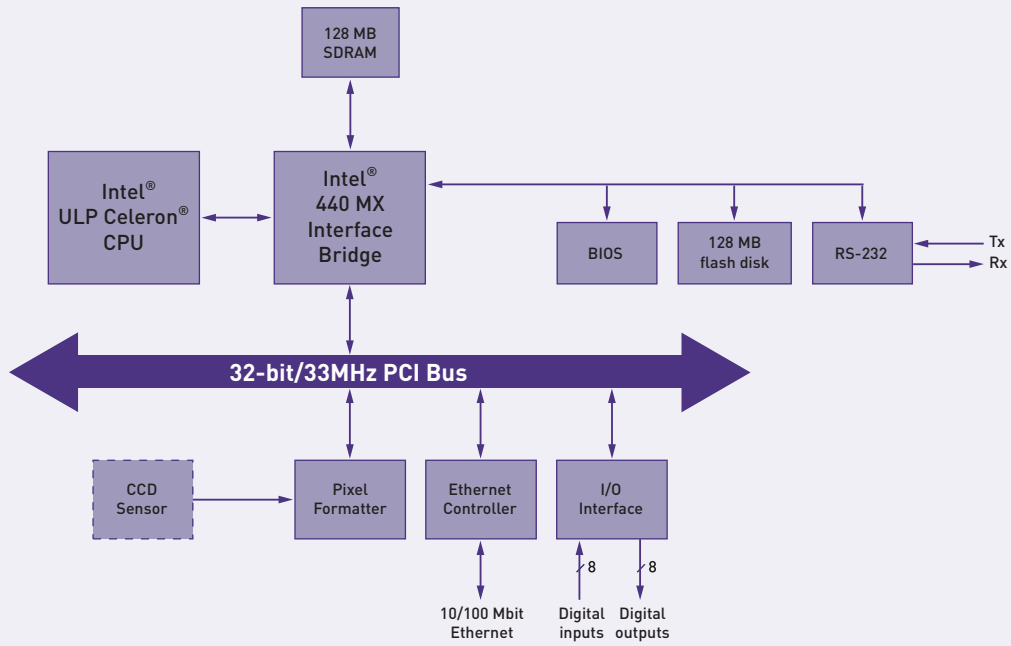 128 MB
SDRAM
Intel®
ULP Celeron®
CPU
Intel®
440 MX
Interface
Bridge
BIOS
128 MB
flash disk
RS-232
Tx
Rx
32-bit/33MHz PCI Bus
CCD
Sensor
Pixel
Formatter
Ethernet
Controller
I/O
Interface
8
8
10/100 Mbit
Ethernet
Digital
inputs
Digital
outputs